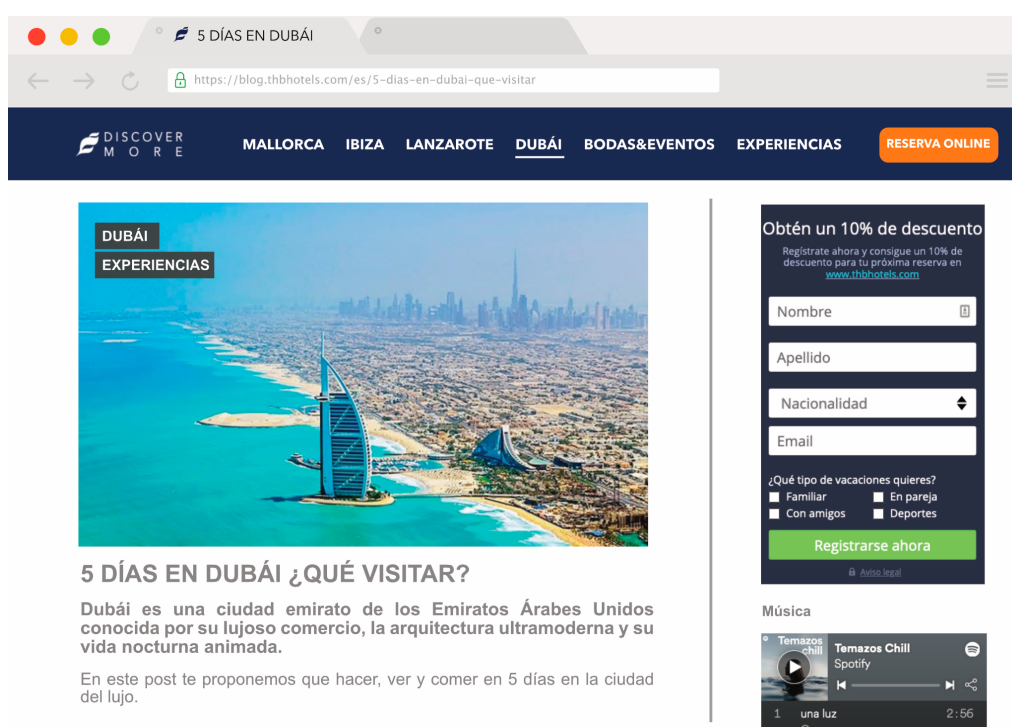 5 DÍAS EN DUBÁI
https://blog.thbhotels.com/es/5-dias-en-dubai-que-visitar
DISCOVER
MORE
MALLORCA IBIZA LANZAROTE DUBÁI BODAS&EVENTOS EXPERIENCIAS RESERVA ONLINE
DUBÁI
EXPERIENCIAS
5 DÍAS EN DUBÁI ¿QUÉ VISITAR?
Dubái es una ciudad emirato de los Emiratos Árabes Unidos
conocida por su lujoso comercio, la arquitectura ultramoderna y su
vida nocturna animada.
En este post te proponemos que hacer, ver y comer en 5 días en la ciudad
del lujo.
Obtén un 10% de descuento
Regístrate ahora y consigue un 10% de
descuento para tu próxima reserva en
www.thbhotels.com
Nombre
Apellido
Nacionalidad
Email
¿Qué tipo de vacaciones quieres?
Familiar En pareja
Con amigos Deportes
Registrarse ahora
Aviso legal
Música
Temazos
chill
Temazos Chill
Spotify
1 una luz 2:56